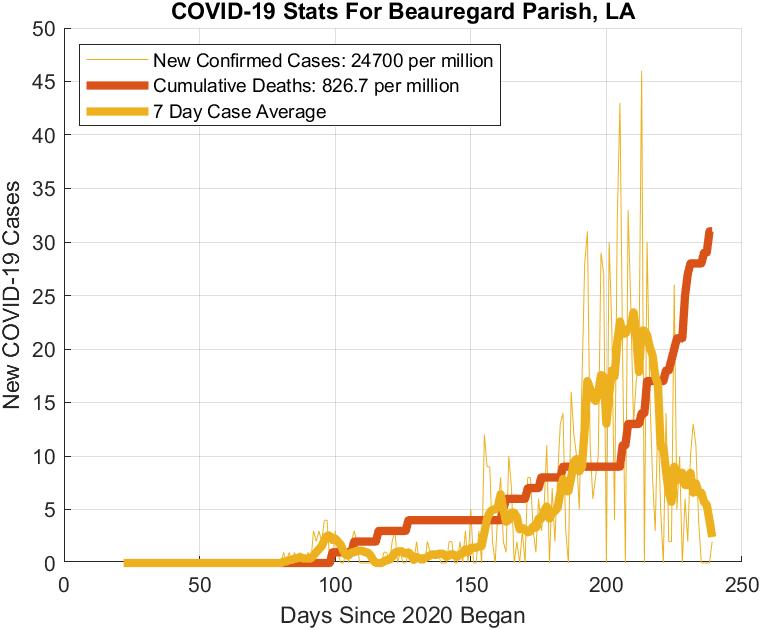 COVID-19 Stats For Beauregard Parish, LA
New Confirmed Cases: 24700 per million
Cumulative Deaths: 826.7 per million
7 Day Case Average
New COVID-19 Cases
50
45
40
35
30
25
20
15
10
5
0
0 50 100 150 200 250
Days Since 2020 Began